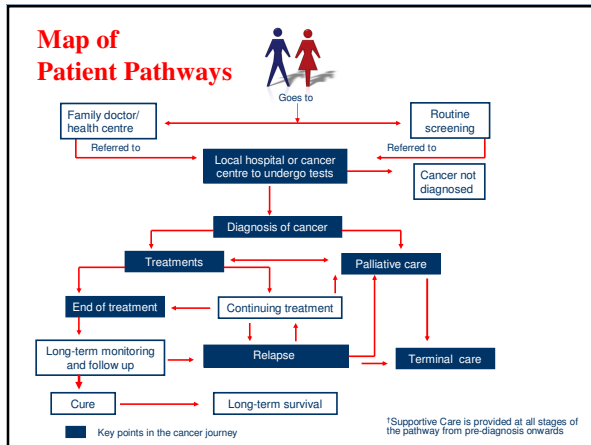 Map of
Patient Pathways
Goes to
Family doctor/
health centre
Routine
screening
Referred to
Referred to
Local hospital or cancer
centre to undergo tests
Cancer not
diagnosed
Diagnosis of cancer
Treatments
Palliative care
End of treatment
Continuing treatment
Long-term monitoring
and follow up
Relapse
Terminal care
Cure
Long-term survival
Key points in the cancer journey
†Supportive Care is provided at all stages of
the pathway from pre-diagnosis onwards